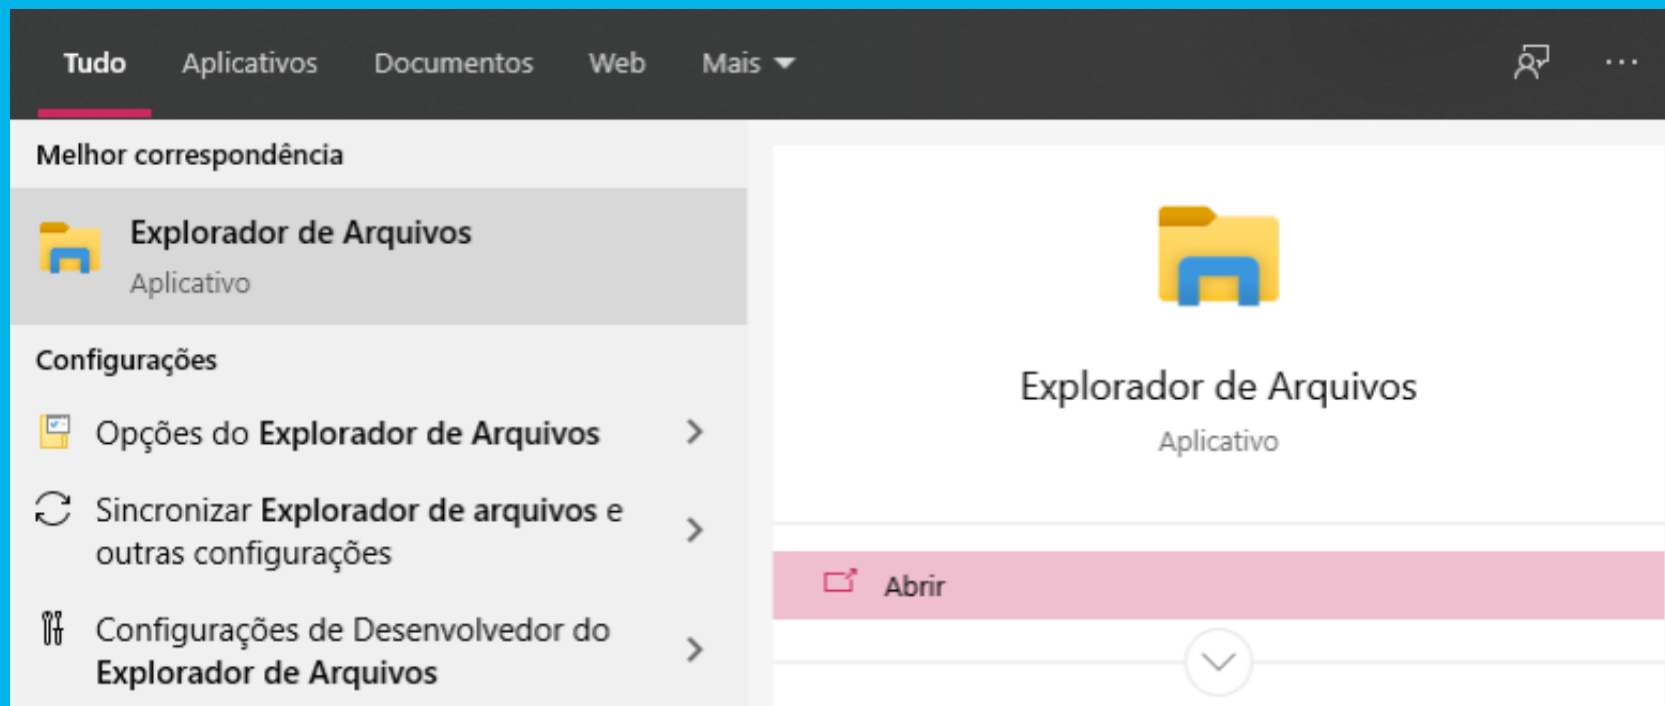 Tudo Aplicativos Documentos Web Mais
Melhor correspondência
Explorador de Arquivos
Aplicativo
Configurações
Opções do Explorador de Arquivos
Sincronizar Explorador de arquivos e
outras configurações
Configurações de Desenvolvedor do
Explorador de Arquivos
Explorador de Arquivos
Aplicativo
Abrir